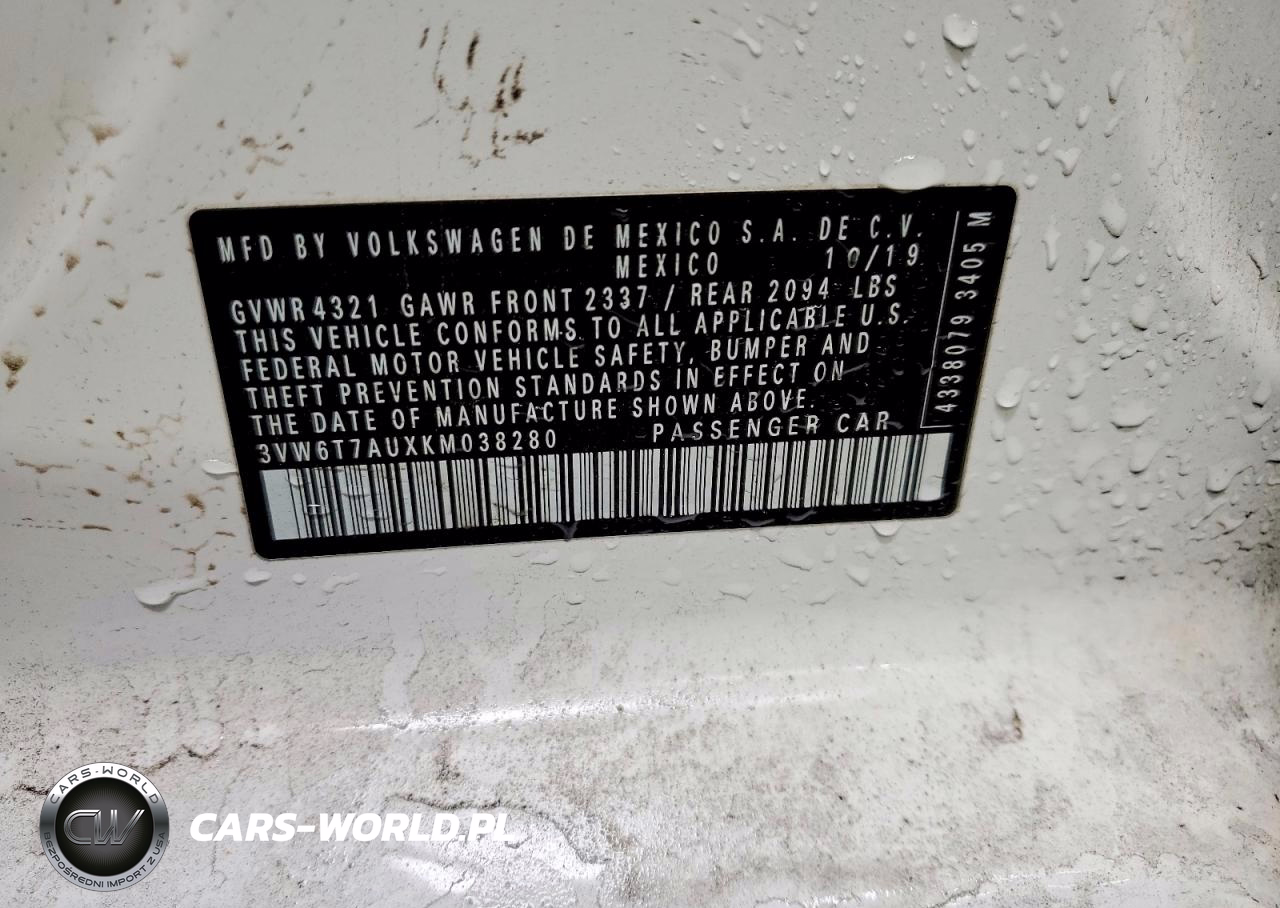 MFD BY VOLKSWAGEN DE MEXICO S.A. DE C.V.
MEXICO 10/19
GVWR 4321 GAWR FRONT 2337 / REAR 2094 LBS
THIS VEHICLE CONFORMS TO ALL APPLICABLE U.S.
FEDERAL MOTOR VEHICLE SAFETY, BUMPER AND
THEFT PREVENTION STANDARDS IN EFFECT ON
THE DATE OF MANUFACTURE SHOWN ABOVE.
3VW6T7AUXKM038280 PASSENGER CAR
4338079 3405 M
CARS-WORLD
CW
BEZPOŚREDNI IMPORT Z USA
CARS-WORLD.PL